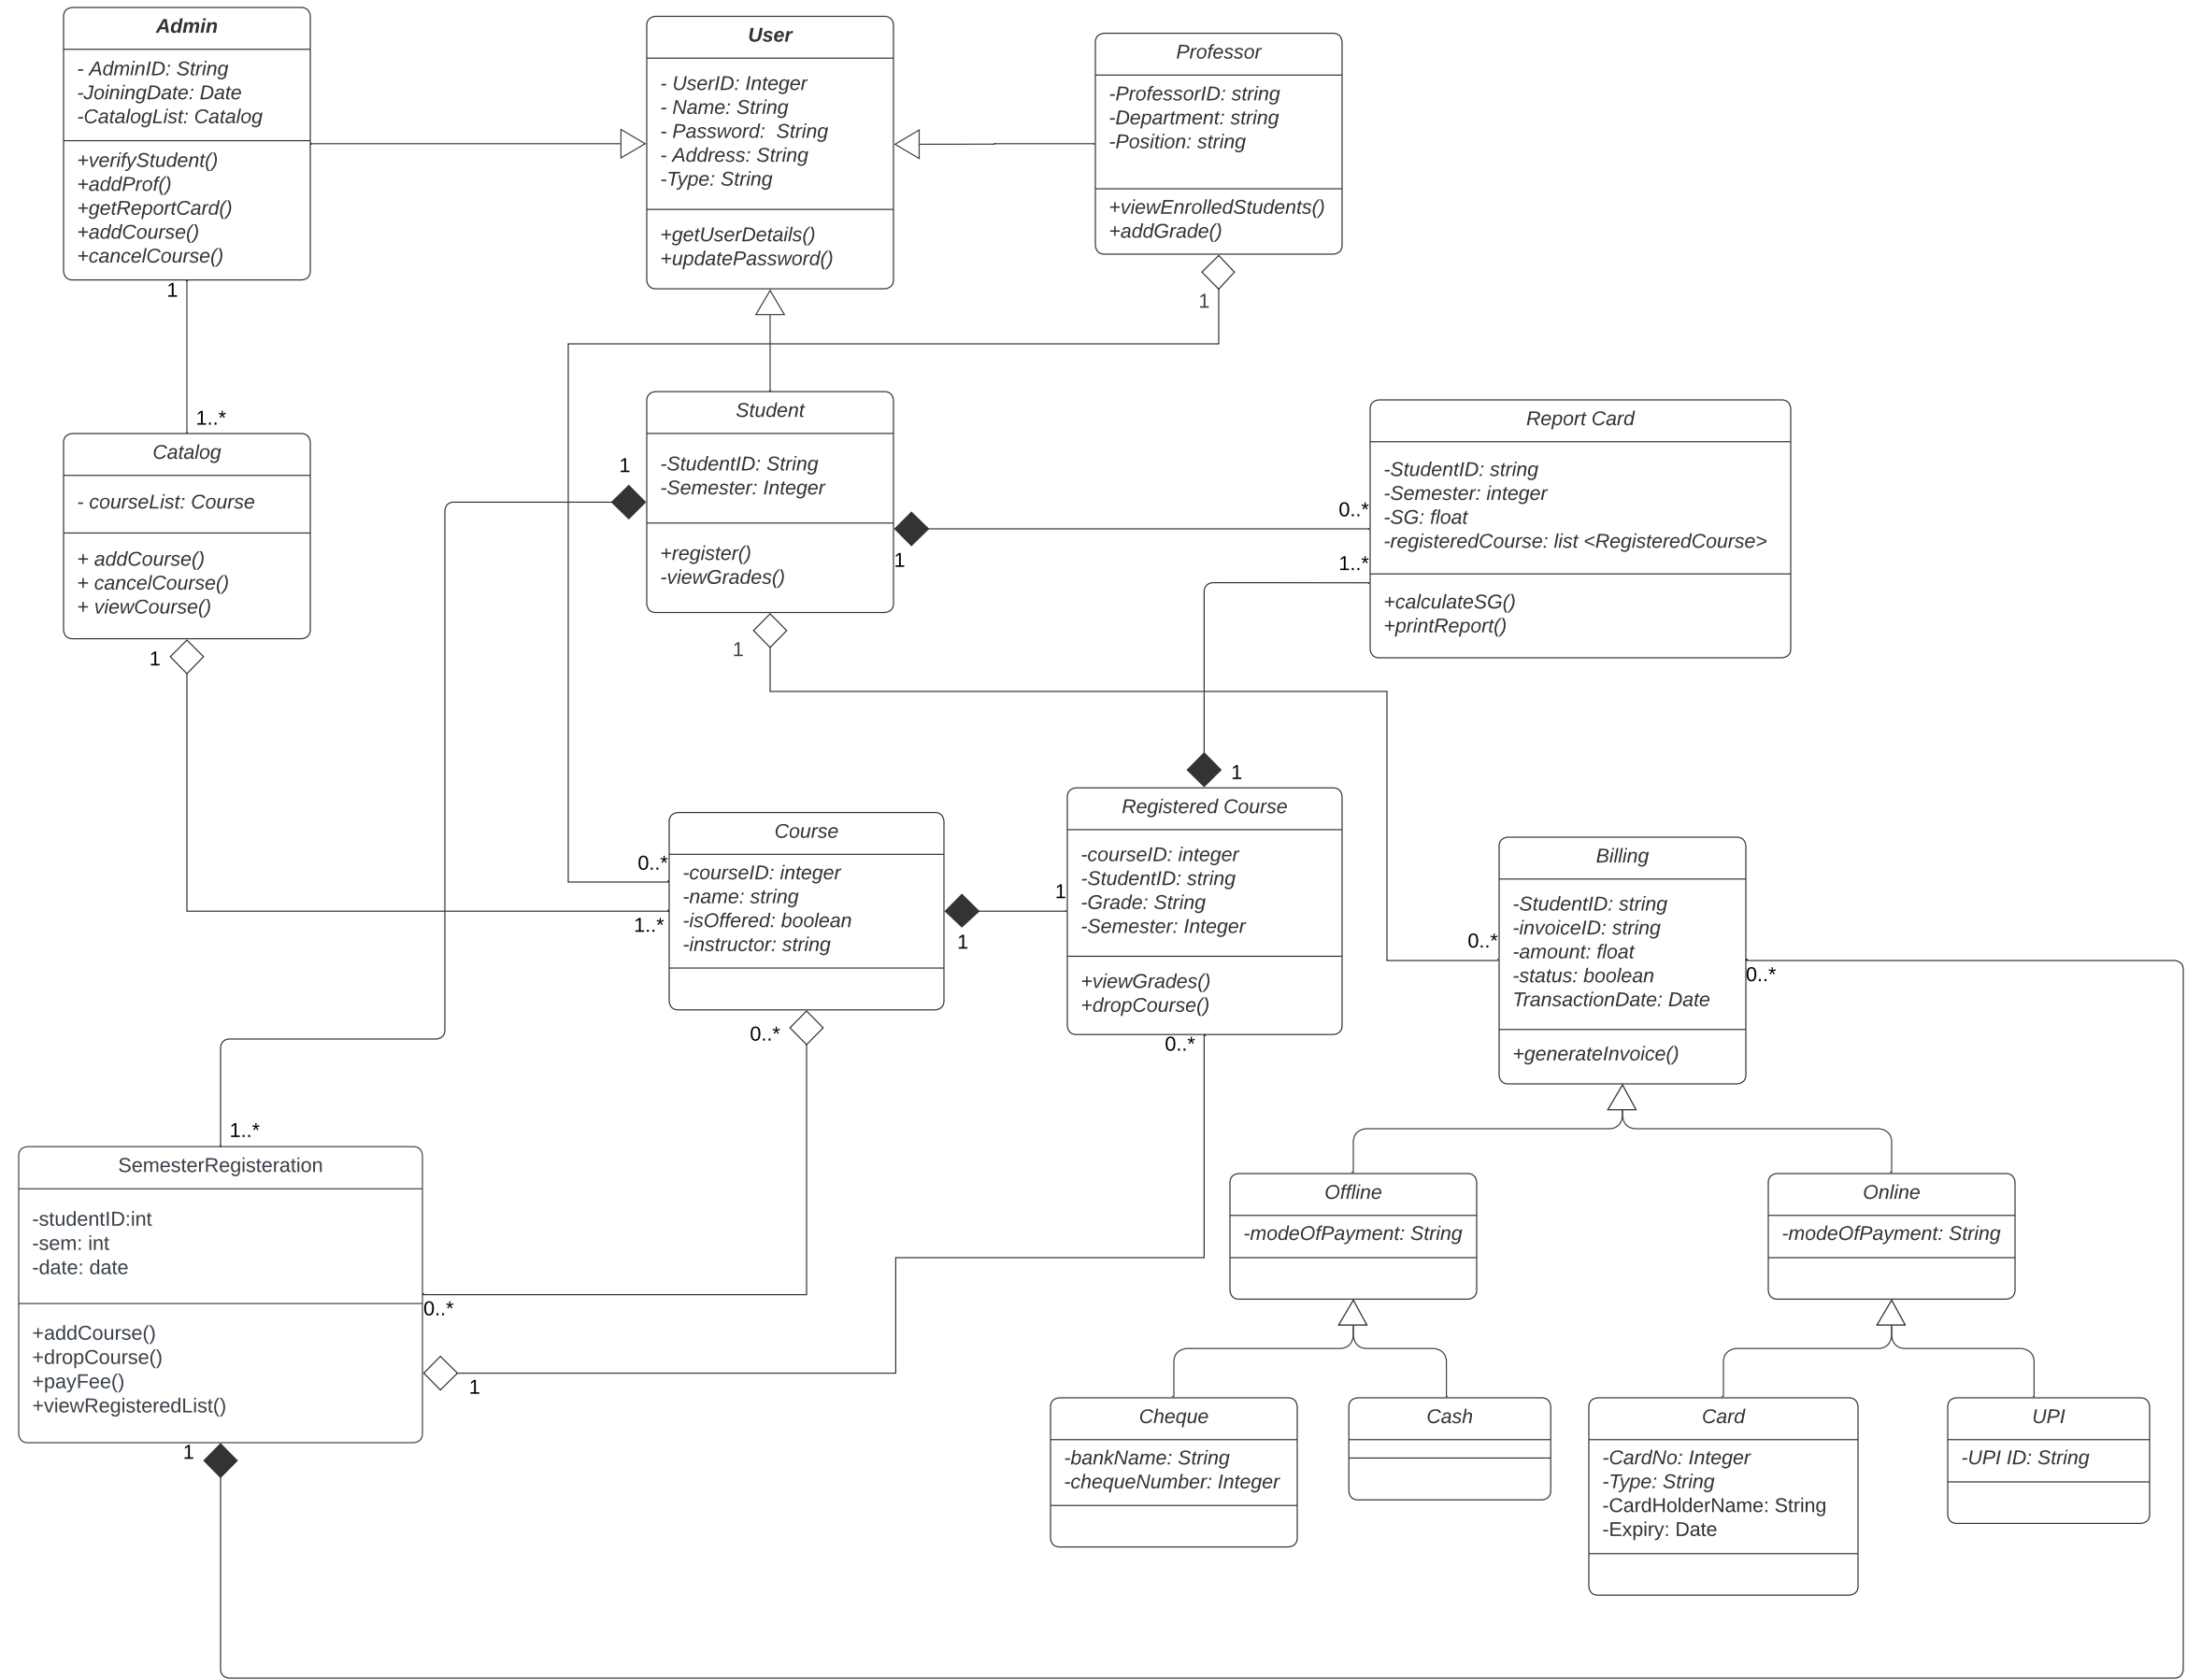 Admin
- AdminID: String
-JoiningDate: Date
-CatalogList: Catalog
+verifyStudent()
+addProf()
+getReportCard()
+addCourse()
+cancelCourse()
1
User
- UserID: Integer
- Name: String
- Password:  String
- Address: String
-Type: String
+getUserDetails()
+updatePassword()
Professor
-ProfessorID: string
-Department: string
-Position: string
+viewEnrolledStudents()
+addGrade()
1
1..*
Catalog
- courseList: Course
+ addCourse()
+ cancelCourse()
+ viewCourse()
1
Student
-StudentID: String
-Semester: Integer
+register()
-viewGrades()
1
1
1
Report Card
-StudentID: string
-Semester: integer
-SG: float
-registeredCourse: list <RegisteredCourse>
+calculateSG()
+printReport()
0..*
1..*
Course
-courseID: integer
-name: string
-isOffered: boolean
-instructor: string
0..*
1..*
1
0..*
Registered Course
-courseID: integer
-StudentID: string
-Grade: String
-Semester: Integer
+viewGrades()
+dropCourse()
1
1
0..*
Billing
-StudentID: string
-invoiceID: string
-amount: float
-status: boolean
TransactionDate: Date
+generateInvoice()
0..*
0..*
1..*
SemesterRegisteration
-studentID:int
-sem: int
-date: date
+addCourse()
+dropCourse()
+payFee()
+viewRegisteredList()
0..*
1
1
Offline
-modeOfPayment: String
Online
-modeOfPayment: String
Cheque
-bankName: String
-chequeNumber: Integer
Cash
Card
-CardNo: Integer
-Type: String
-CardHolderName: String
-Expiry: Date
UPI
-UPI ID: String